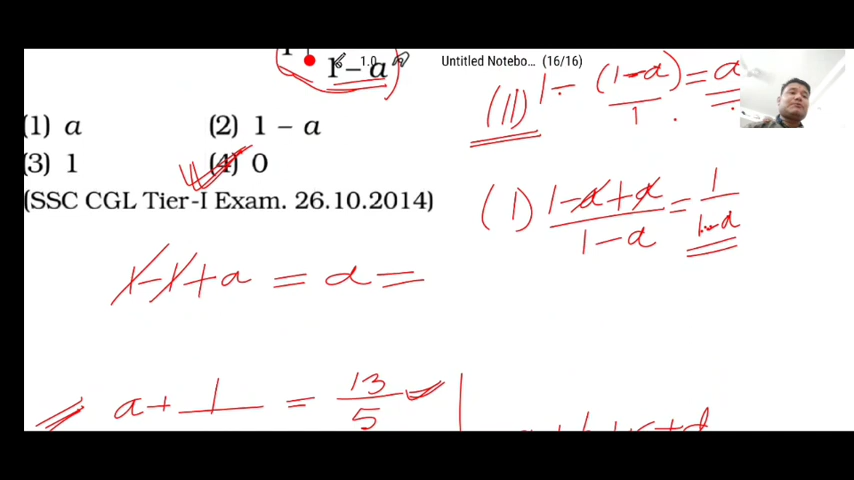 1 – a
1.0
Untitled Notebo... (16/16)
(1) a (2) 1 – a
(3) 1 (4) 0
(SSC CGL Tier-I Exam. 26.10.2014)
(II) 1 - (1-a)/1 = a
(I) (1-a+a)/(1-a) = 1/(1-a)
1-1+a = a =
a + 1 = 13/5